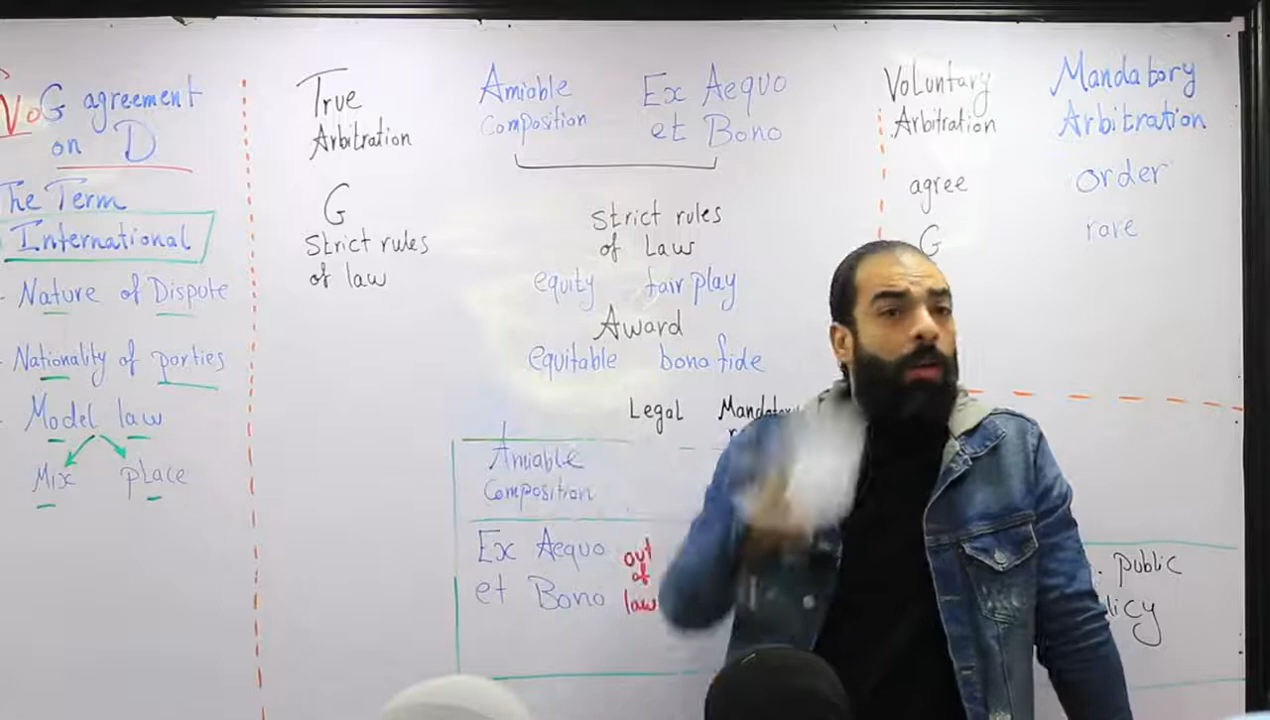 VoG agreement
on D
The Term
International
- Nature of Dispute
- Nationality of parties
- Model law
Mix place
True
Arbitration
G
Strict rules
of law
Amiable
Composition
Ex Aequo
et Bono
Strict rules
of Law
equity fair play
Award
equitable bona fide
Legal
Amiable
Composition
Ex Aequo
et Bono
out
of
law
Voluntary
Arbitration
agree
G
Mandatory
Arbitration
order
rare
public